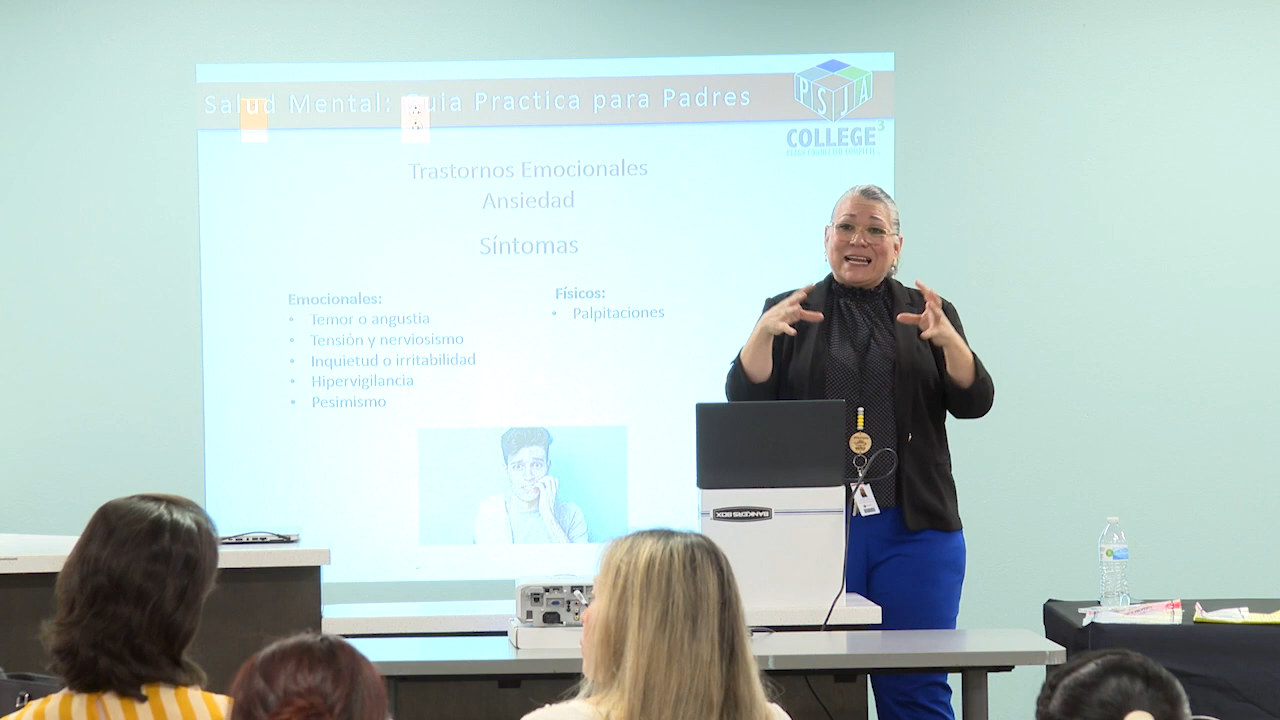 Salud Mental: Guia Practica para Padres
PSJA
COLLEGE³
Trastornos Emocionales
Ansiedad
Síntomas
Emocionales:
• Temor o angustia
• Tensión y nerviosismo
• Inquietud o irritabilidad
• Hipervigilancia
• Pesimismo
Físicos:
• Palpitaciones
BANKERS BOX